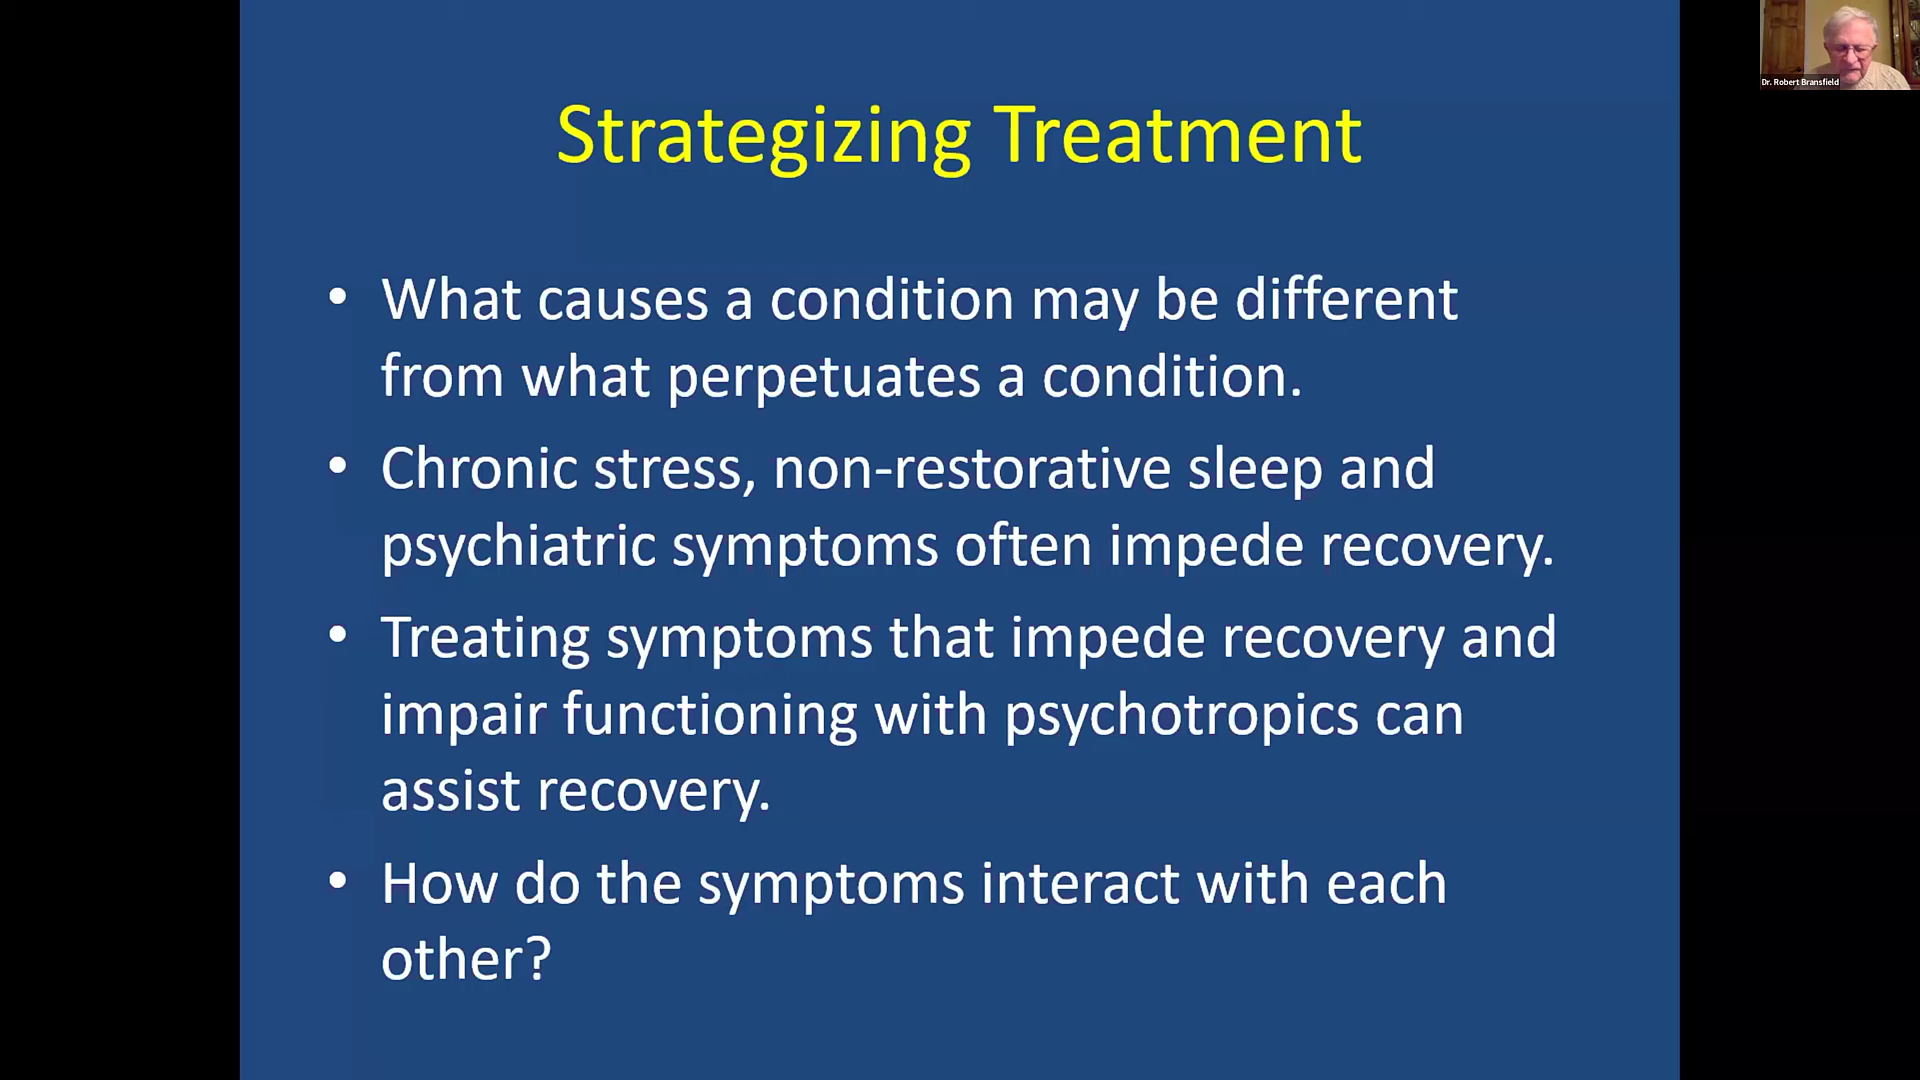 Strategizing Treatment
• What causes a condition may be different
from what perpetuates a condition.
• Chronic stress, non-restorative sleep and
psychiatric symptoms often impede recovery.
• Treating symptoms that impede recovery and
impair functioning with psychotropics can
assist recovery.
• How do the symptoms interact with each
other?
Dr. Robert Bransfield